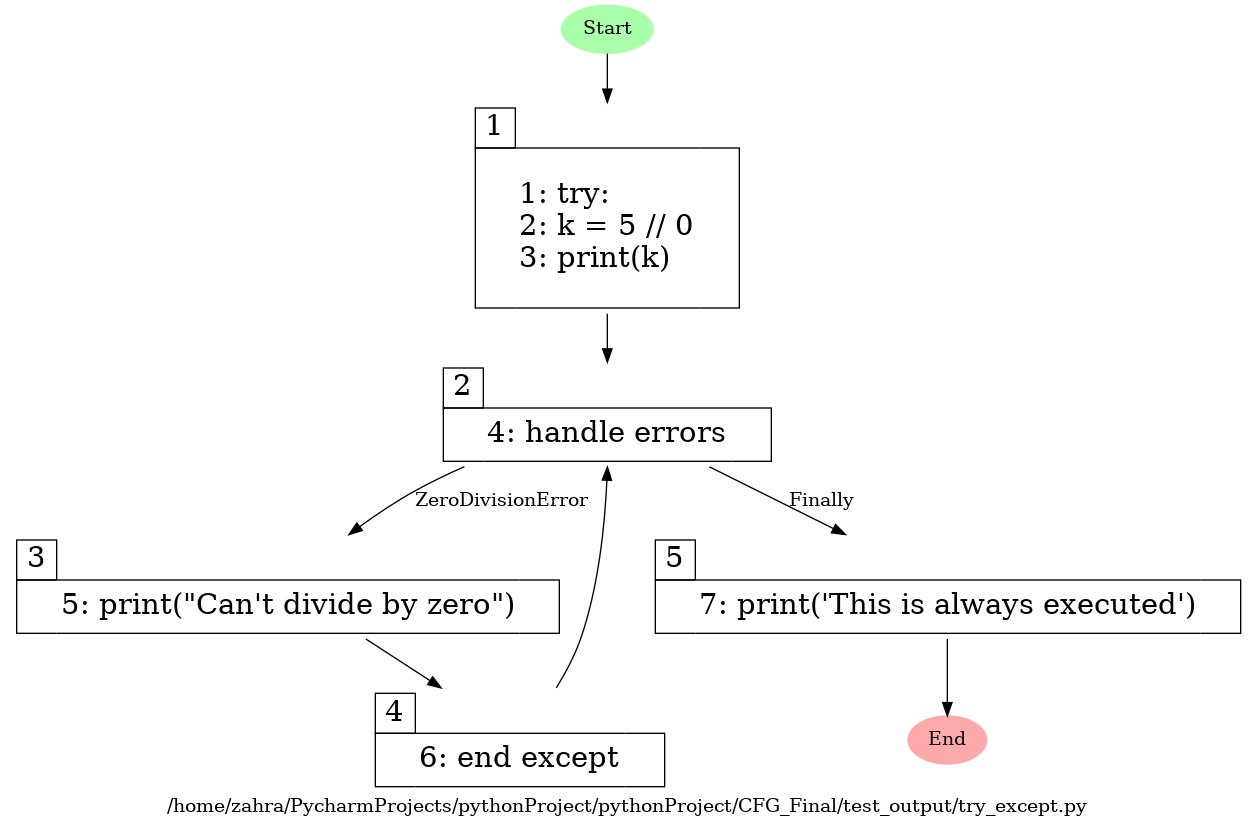 Start
1
1: try:
2: k = 5 // 0
3: print(k)
2
4: handle errors
ZeroDivisionError
Finally
3
5: print("Can't divide by zero")
5
7: print('This is always executed')
4
6: end except
End
/home/zahra/PycharmProjects/pythonProject/pythonProject/CFG_Final/test_output/try_except.py